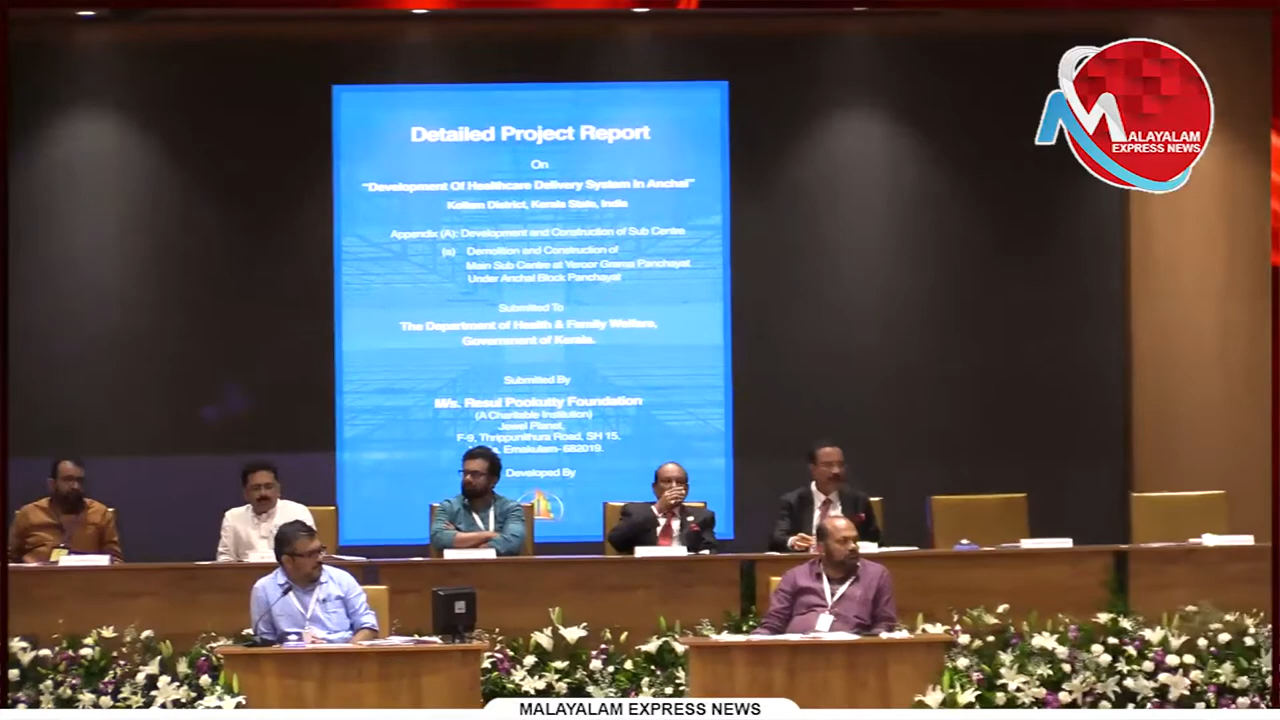 Detailed Project Report
On
"Development Of Healthcare Delivery System In Anchal"
Kollam District, Kerala State, India
Appendix (A): Development and Construction of Sub Centre
(a) Demolition and Construction of
Main Sub Centre at Yeroor Grama Panchayat
Under Anchal Block Panchayat
Submitted To
The Department of Health & Family Welfare,
Government of Kerala.
Submitted By
M/s. Resul Pookutty Foundation
(A Charitable Institution)
Jewel Planet,
F-9, Thrippunithura Road, SH 15,
Ernakulam- 682019.
Developed By
MALAYALAM
EXPRESS NEWS
MALAYALAM EXPRESS NEWS